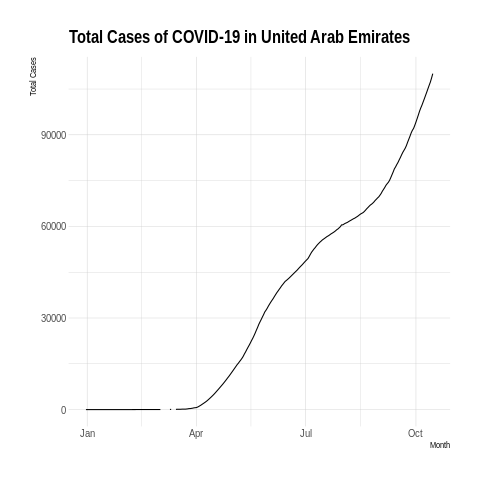 Total Cases of COVID-19 in United Arab Emirates
Total Cases
90000
60000
30000
0
Jan Apr Jul Oct
Month